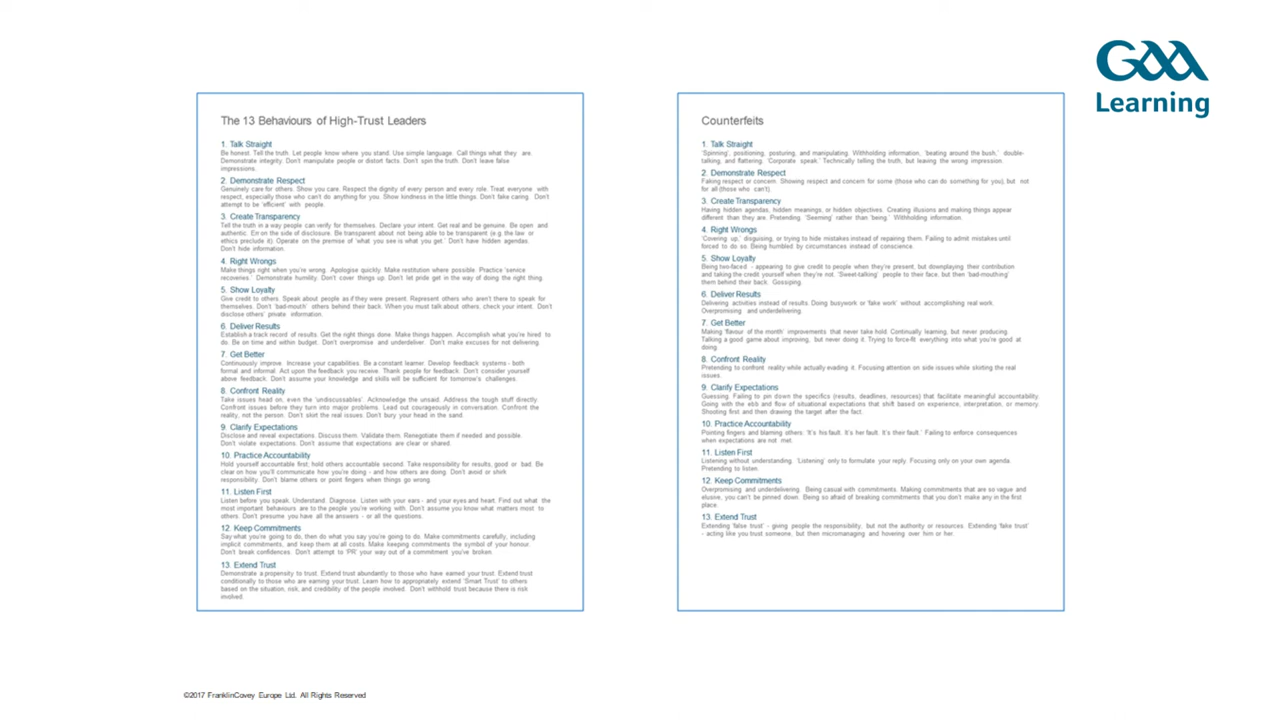 GAA
Learning
The 13 Behaviours of High-Trust Leaders
1. Talk Straight
Be honest. Tell the truth. Let people know where you stand. Use simple language. Call things what they are.
Demonstrate integrity. Don't manipulate people or distort facts. Don't spin the truth. Don't leave false
impressions.
2. Demonstrate Respect
Genuinely care for others. Show you care. Respect the dignity of every person and every role. Treat everyone with
respect, especially those who can't do anything for you. Show kindness in the little things. Don't fake caring. Don't
attempt to be 'efficient' with people.
3. Create Transparency
Tell the truth in a way people can verify for themselves. Declare your intent. Get real and be genuine. Be open and
authentic. Err on the side of disclosure. Be transparent about not being able to be transparent (e.g. the law or
ethics preclude it). Operate on the premise of 'what you see is what you get.' Don't have hidden agendas.
Don't hide information.
4. Right Wrongs
Make things right when you're wrong. Apologise quickly. Make restitution where possible. Practice 'service
recoveries.' Demonstrate humility. Don't cover things up. Don't let pride get in the way of doing the right thing.
5. Show Loyalty
Give credit to others. Speak about people as if they were present. Represent others who aren't there to speak for
themselves. Don't 'bad-mouth' others behind their back. When you must talk about others, check your intent. Don't
disclose others' private information.
6. Deliver Results
Establish a track record of results. Get the right things done. Make things happen. Accomplish what you're hired to
do. Be on time and within budget. Don't overpromise and underdeliver. Don't make excuses for not delivering.
7. Get Better
Continuously improve. Increase your capabilities. Be a constant learner. Develop feedback systems - both
formal and informal. Act upon the feedback you receive. Thank people for feedback. Don't consider yourself
above feedback. Don't assume your knowledge and skills will be sufficient for tomorrow's challenges.
8. Confront Reality
Take issues head on, even the 'undiscussables'. Acknowledge the unsaid. Address the tough stuff directly.
Confront issues before they turn into major problems. Lead out courageously in conversation. Confront the
reality, not the person. Don't skirt the real issues. Don't bury your head in the sand.
9. Clarify Expectations
Disclose and reveal expectations. Discuss them. Validate them. Renegotiate them if needed and possible.
Don't violate expectations. Don't assume that expectations are clear or shared.
10. Practice Accountability
Hold yourself accountable first; hold others accountable second. Take responsibility for results, good or bad. Be
clear on how you'll communicate how you're doing - and how others are doing. Don't avoid or shirk
responsibility. Don't blame others or point fingers when things go wrong.
11. Listen First
Listen before you speak. Understand. Diagnose. Listen with your ears - and your eyes and heart. Find out what the
most important behaviours are to the people you're working with. Don't assume you know what matters most to
others. Don't presume you have all the answers - or all the questions.
12. Keep Commitments
Say what you're going to do, then do what you say you're going to do. Make commitments carefully, including
implicit commitments, and keep them at all costs. Make keeping commitments the symbol of your honour.
Don't break confidences. Don't attempt to 'PR' your way out of a commitment you've broken.
13. Extend Trust
Demonstrate a propensity to trust. Extend trust abundantly to those who have earned your trust. Extend trust
conditionally to those who are earning your trust. Learn how to appropriately extend 'Smart Trust' to others
based on the situation, risk, and credibility of the people involved. Don't withhold trust because there is risk
involved.
Counterfeits
1. Talk Straight
'Spinning', positioning, posturing, and manipulating. Withholding information, 'beating around the bush,' double-
talking, and flattering. 'Corporate speak.' Technically telling the truth, but leaving the wrong impression.
2. Demonstrate Respect
Faking respect or concern. Showing respect and concern for some (those who can do something for you), but not
for all (those who can't).
3. Create Transparency
Having hidden agendas, hidden meanings, or hidden objectives. Creating illusions and making things appear
different than they are. Pretending. 'Seeming' rather than 'being.' Withholding information.
4. Right Wrongs
'Covering up,' disguising, or trying to hide mistakes instead of repairing them. Failing to admit mistakes until
forced to do so. Being humbled by circumstances instead of conscience.
5. Show Loyalty
Being two-faced - appearing to give credit to people when they're present, but downplaying their contribution
and taking the credit yourself when they're not. 'Sweet-talking' people to their face, but then 'bad-mouthing'
them behind their back. Gossiping.
6. Deliver Results
Delivering activities instead of results. Doing busywork or 'fake work' without accomplishing real work.
Overpromising and underdelivering.
7. Get Better
Making 'flavour of the month' improvements that never take hold. Continually learning, but never producing.
Talking a good game about improving, but never doing it. Trying to force-fit everything into what you're good at
doing.
8. Confront Reality
Pretending to confront reality while actually evading it. Focusing attention on side issues while skirting the real
issues.
9. Clarify Expectations
Guessing. Failing to pin down the specifics (results, deadlines, resources) that facilitate meaningful accountability.
Going with the ebb and flow of situational expectations that shift based on experience, interpretation, or memory.
Shooting first and then drawing the target after the fact.
10. Practice Accountability
Pointing fingers and blaming others. 'It's his fault. It's her fault. It's their fault.' Failing to enforce consequences
when expectations are not met.
11. Listen First
Listening without understanding. 'Listening' only to formulate your reply. Focusing only on your own agenda.
Pretending to listen.
12. Keep Commitments
Overpromising and underdelivering. Being casual with commitments. Making commitments that are so vague and
elusive, you can't be pinned down. Being so afraid of breaking commitments that you don't make any in the first
place.
13. Extend Trust
Extending 'false trust' - giving people the responsibility, but not the authority or resources. Extending 'fake trust'
- acting like you trust someone, but then micromanaging and hovering over him or her.
©2017 FranklinCovey Europe Ltd. All Rights Reserved